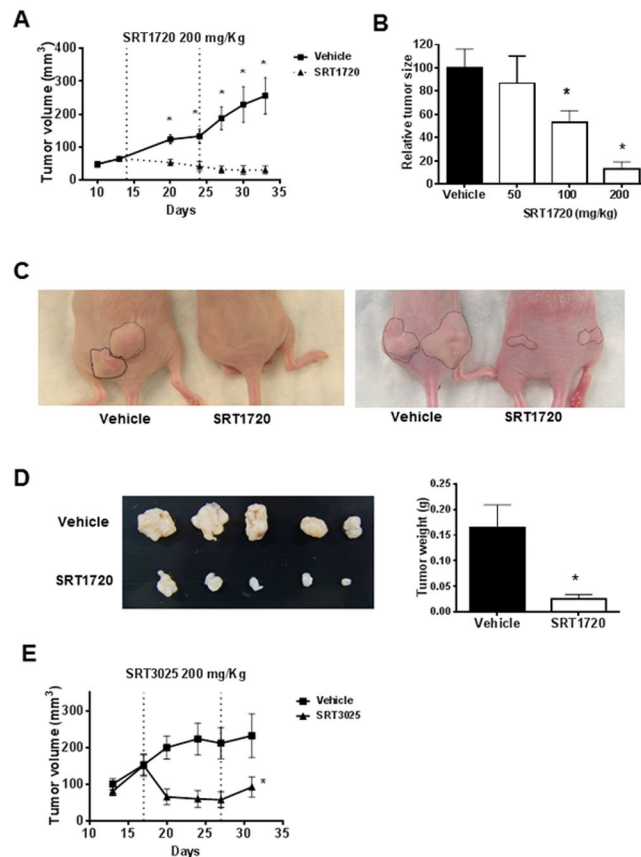 A
SRT1720 200 mg/Kg
Tumor volume (mm3)
400
300
200
100
0
10 15 20 25 30 35
Days
Vehicle
SRT1720
* * * * *
B
Relative tumor size
120
100
80
60
40
20
0
*
*
Vehicle 50 100 200
SRT1720 (mg/kg)
C
Vehicle SRT1720
Vehicle SRT1720
D
Vehicle
SRT1720
Tumor weight (g)
0.25
0.20
0.15
0.10
0.05
0.00
*
Vehicle SRT1720
E
SRT3025 200 mg/Kg
Tumor volume (mm3)
300
200
100
0
10 15 20 25 30 35
Days
Vehicle
SRT3025
*